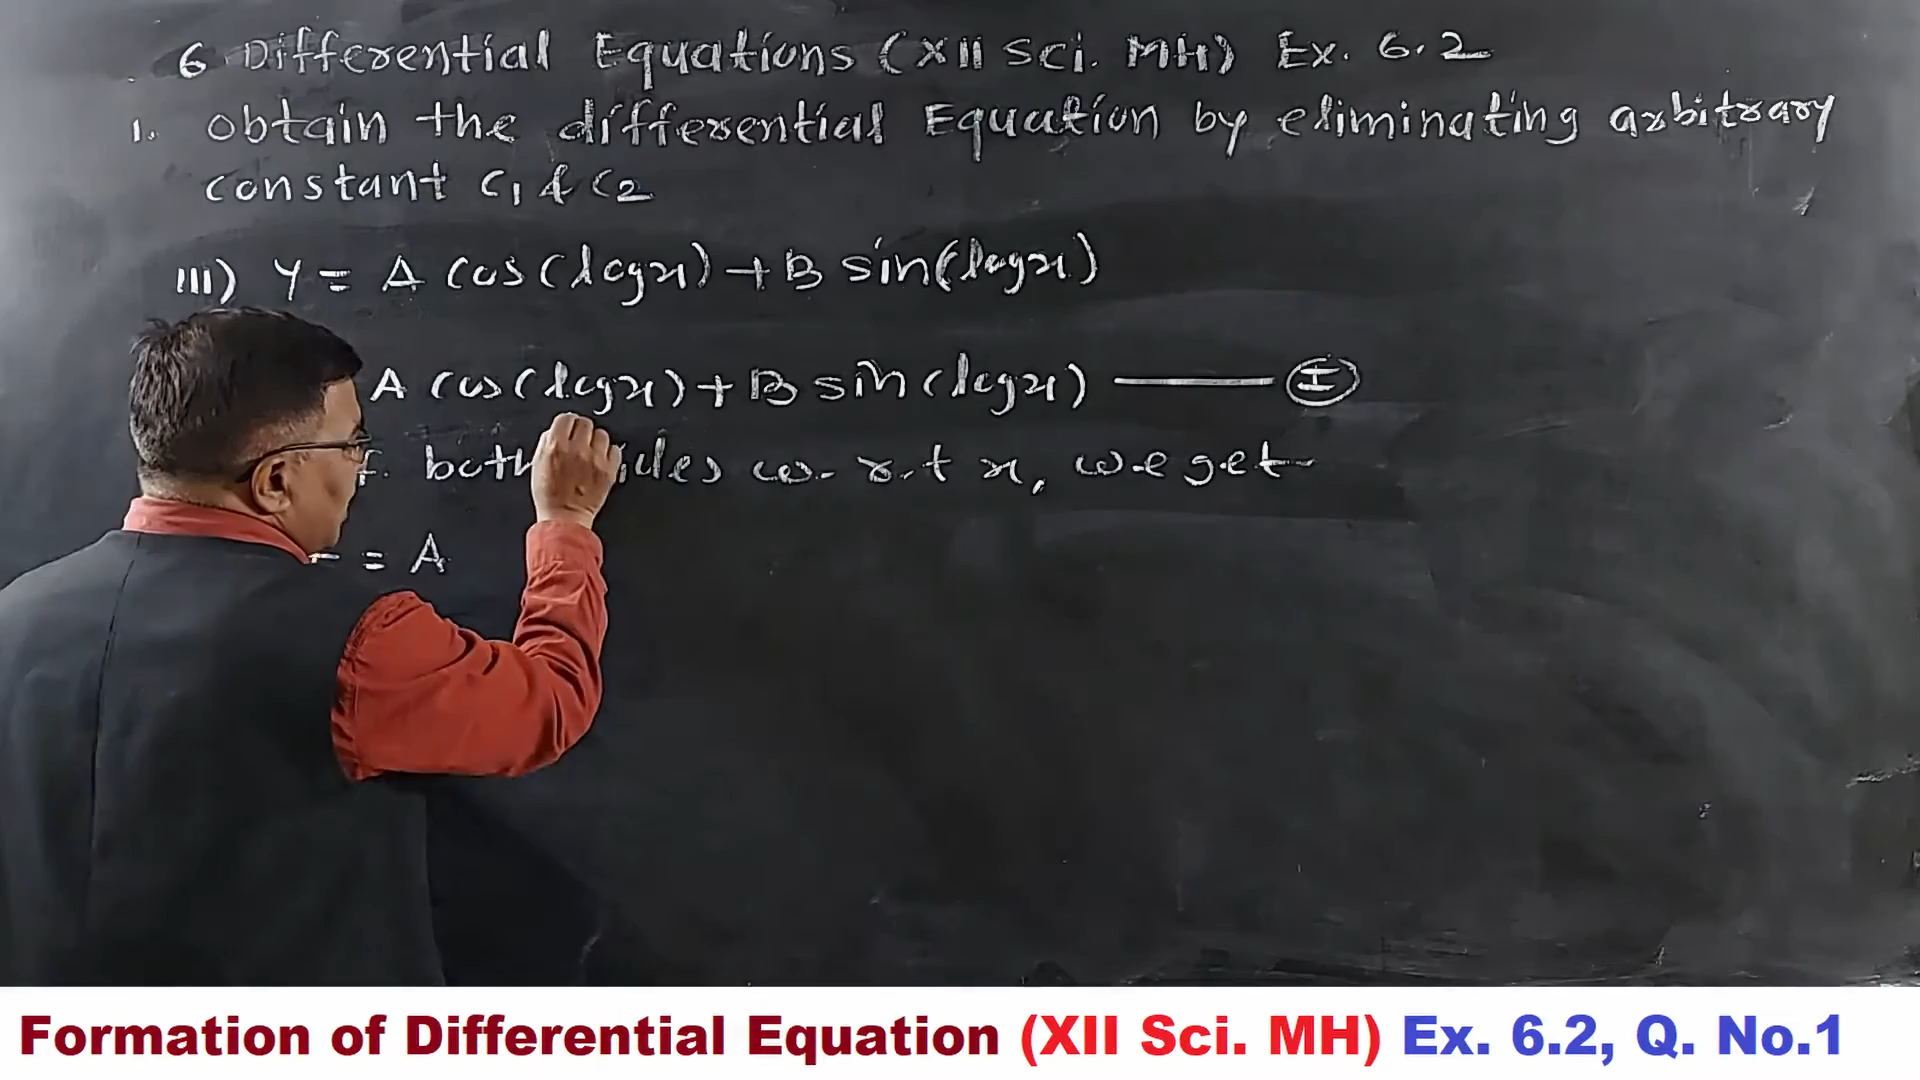 6 Differential Equations (XII Sci. MH) Ex. 6.2
1. obtain the differential Equation by eliminating arbitrary
constant C1 & C2
III) Y = A cos(logx) + B sin(logx)
A cos(logx) + B sin(logx) —— I
both sides w.r.t x, we get
= A
Formation of Differential Equation (XII Sci. MH) Ex. 6.2, Q. No.1